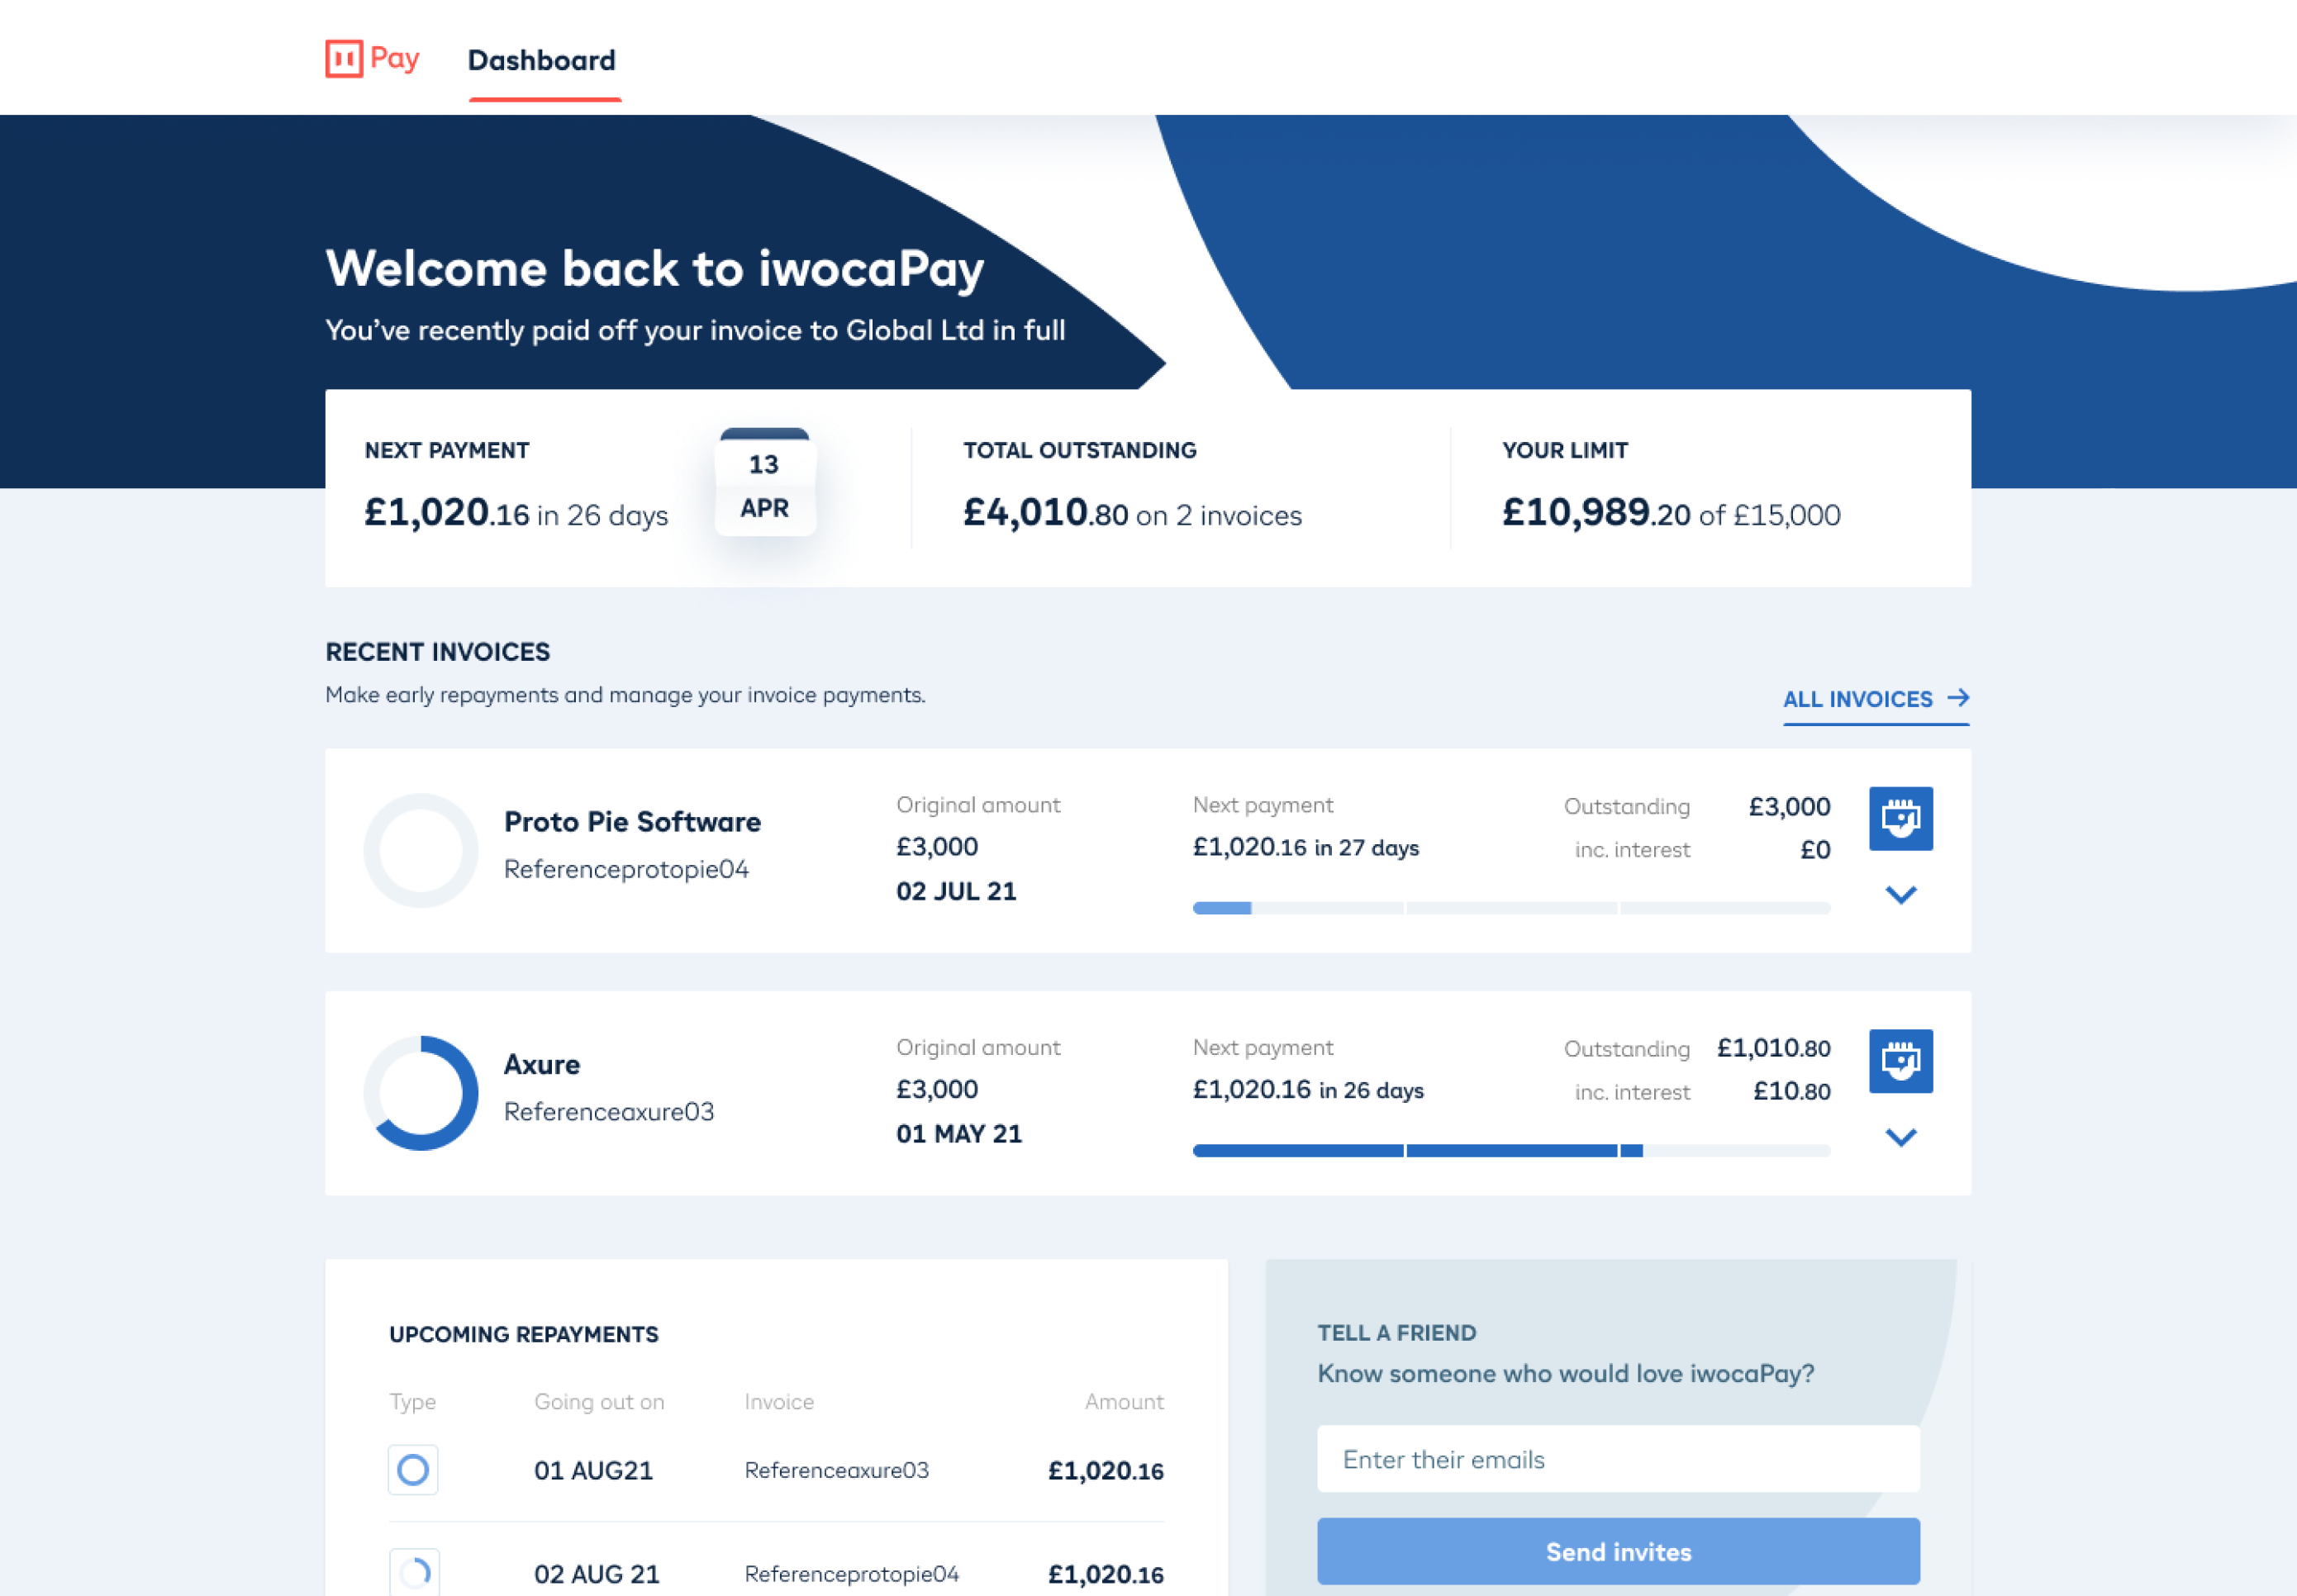 Pay Dashboard
Welcome back to iwocaPay
You've recently paid off your invoice to Global Ltd in full
NEXT PAYMENT
£1,020.16 in 26 days
13
APR
TOTAL OUTSTANDING
£4,010.80 on 2 invoices
YOUR LIMIT
£10,989.20 of £15,000
RECENT INVOICES
Make early repayments and manage your invoice payments.
ALL INVOICES →
Proto Pie Software
Referenceprotopie04
Original amount
£3,000
02 JUL 21
Next payment
£1,020.16 in 27 days
Outstanding £3,000
inc. interest £0
Axure
Referenceaxure03
Original amount
£3,000
01 MAY 21
Next payment
£1,020.16 in 26 days
Outstanding £1,010.80
inc. interest £10.80
UPCOMING REPAYMENTS
Type Going out on Invoice Amount
01 AUG21 Referenceaxure03 £1,020.16
02 AUG 21 Referenceprotopie04 £1,020.16
TELL A FRIEND
Know someone who would love iwocaPay?
Enter their emails
Send invites